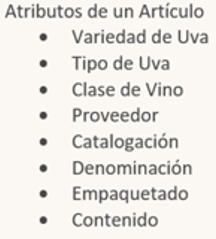 Atributos de un Artículo
• Variedad de Uva
• Tipo de Uva
• Clase de Vino
• Proveedor
• Catalogación
• Denominación
• Empaquetado
• Contenido